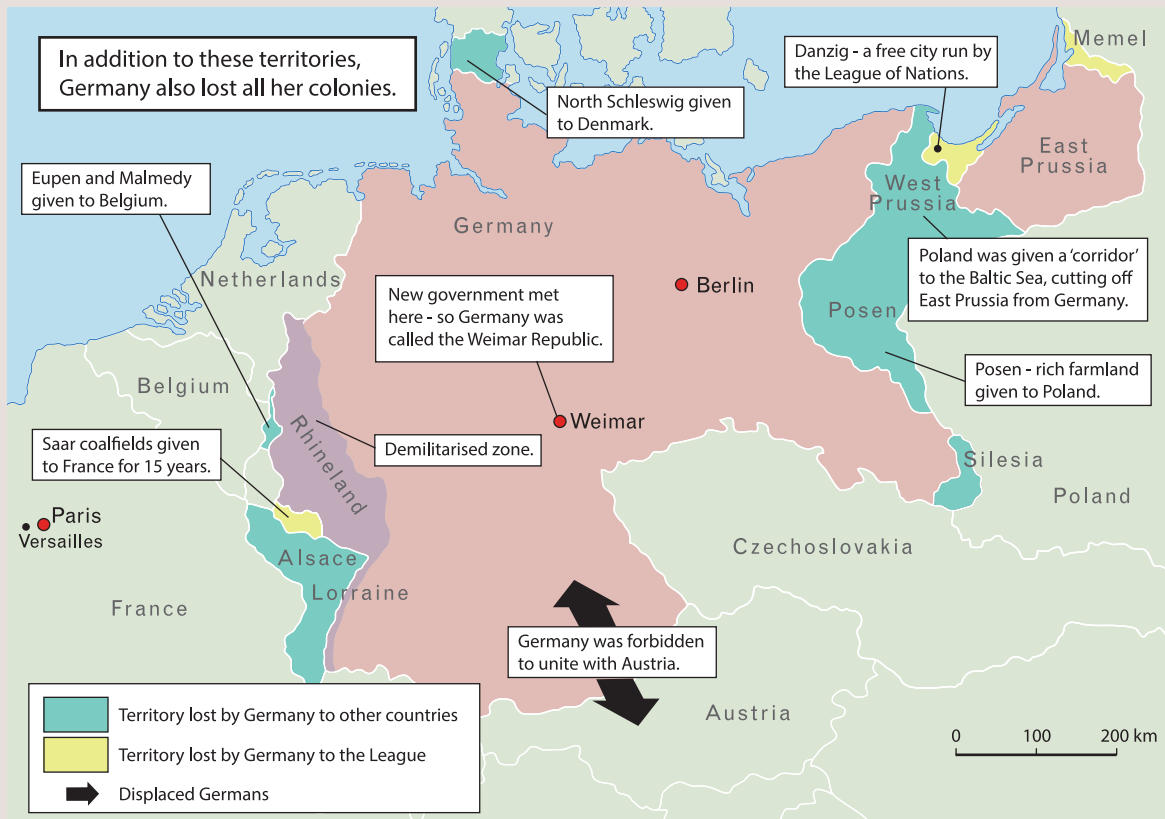 In addition to these territories,
Germany also lost all her colonies.
Danzig - a free city run by
the League of Nations.
Memel
North Schleswig given
to Denmark.
East
Prussia
Eupen and Malmedy
given to Belgium.
West
Prussia
Germany
Poland was given a ‘corridor’
to the Baltic Sea, cutting off
East Prussia from Germany.
Netherlands
New government met
here - so Germany was
called the Weimar Republic.
Berlin
Posen
Posen - rich farmland
given to Poland.
Belgium
Weimar
Saar coalfields given
to France for 15 years.
Rhineland
Demilitarised zone.
Silesia
Poland
Paris
Versailles
Alsace
Lorraine
Czechoslovakia
France
Germany was forbidden
to unite with Austria.
Austria
Territory lost by Germany to other countries
Territory lost by Germany to the League
Displaced Germans
0 100 200 km